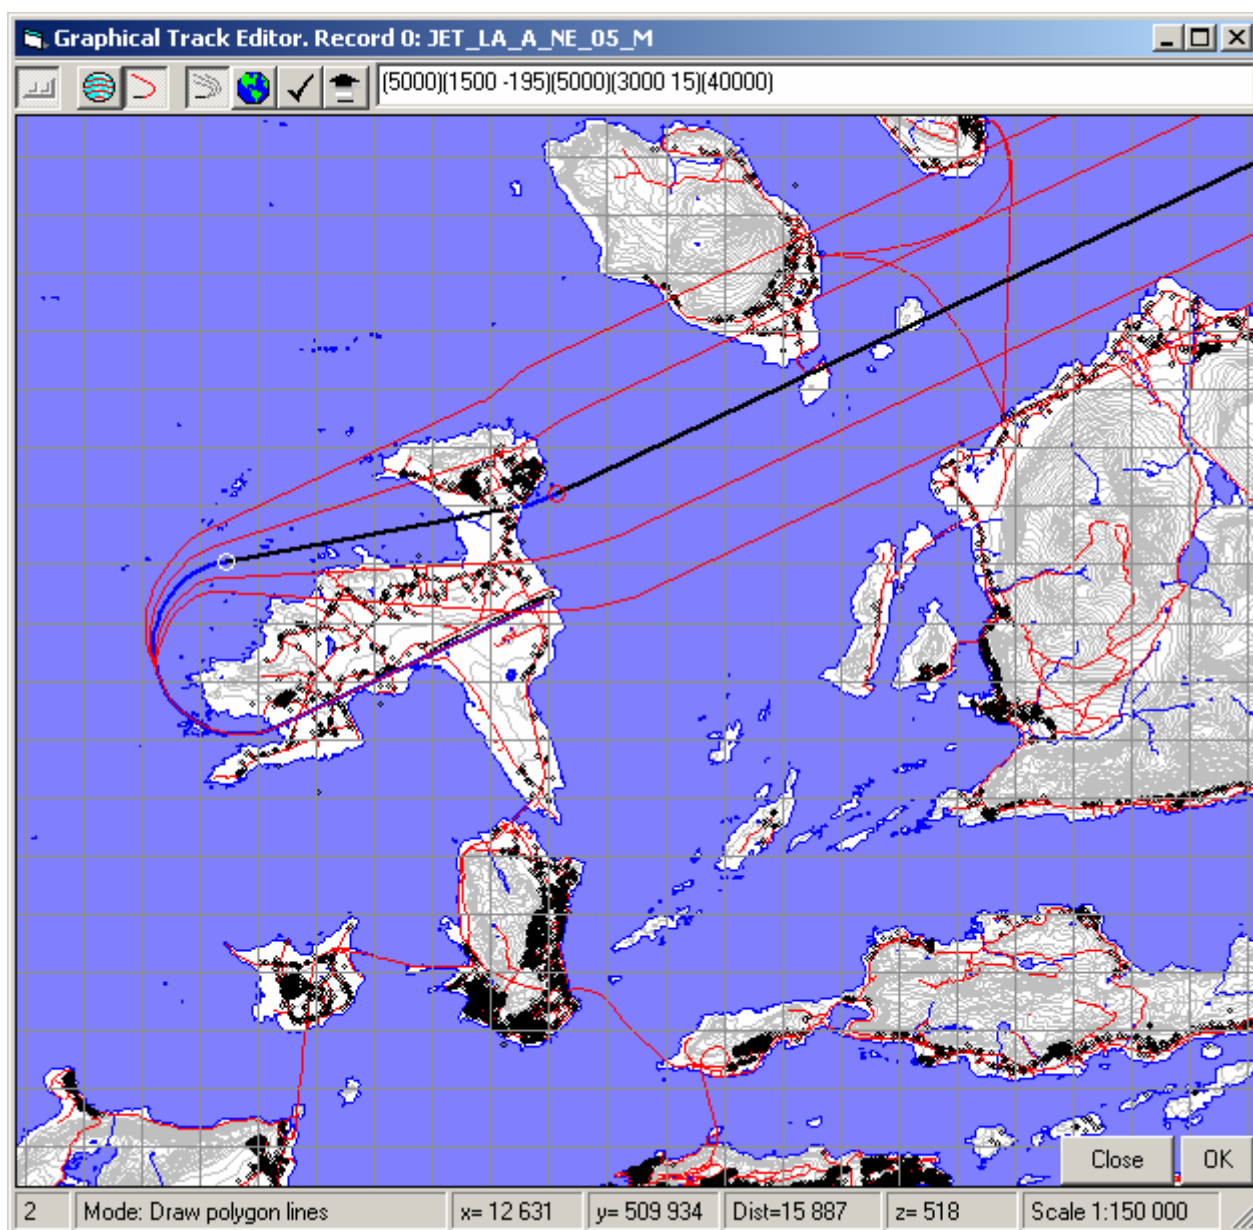 Graphical Track Editor. Record 0: JET_LA_A_NE_05_M
(5000)(1500 -195)(5000)(3000 15)(40000)
Close OK
2 Mode: Draw polygon lines x= 12 631 y= 509 934 Dist=15 887 z= 518 Scale 1:150 000